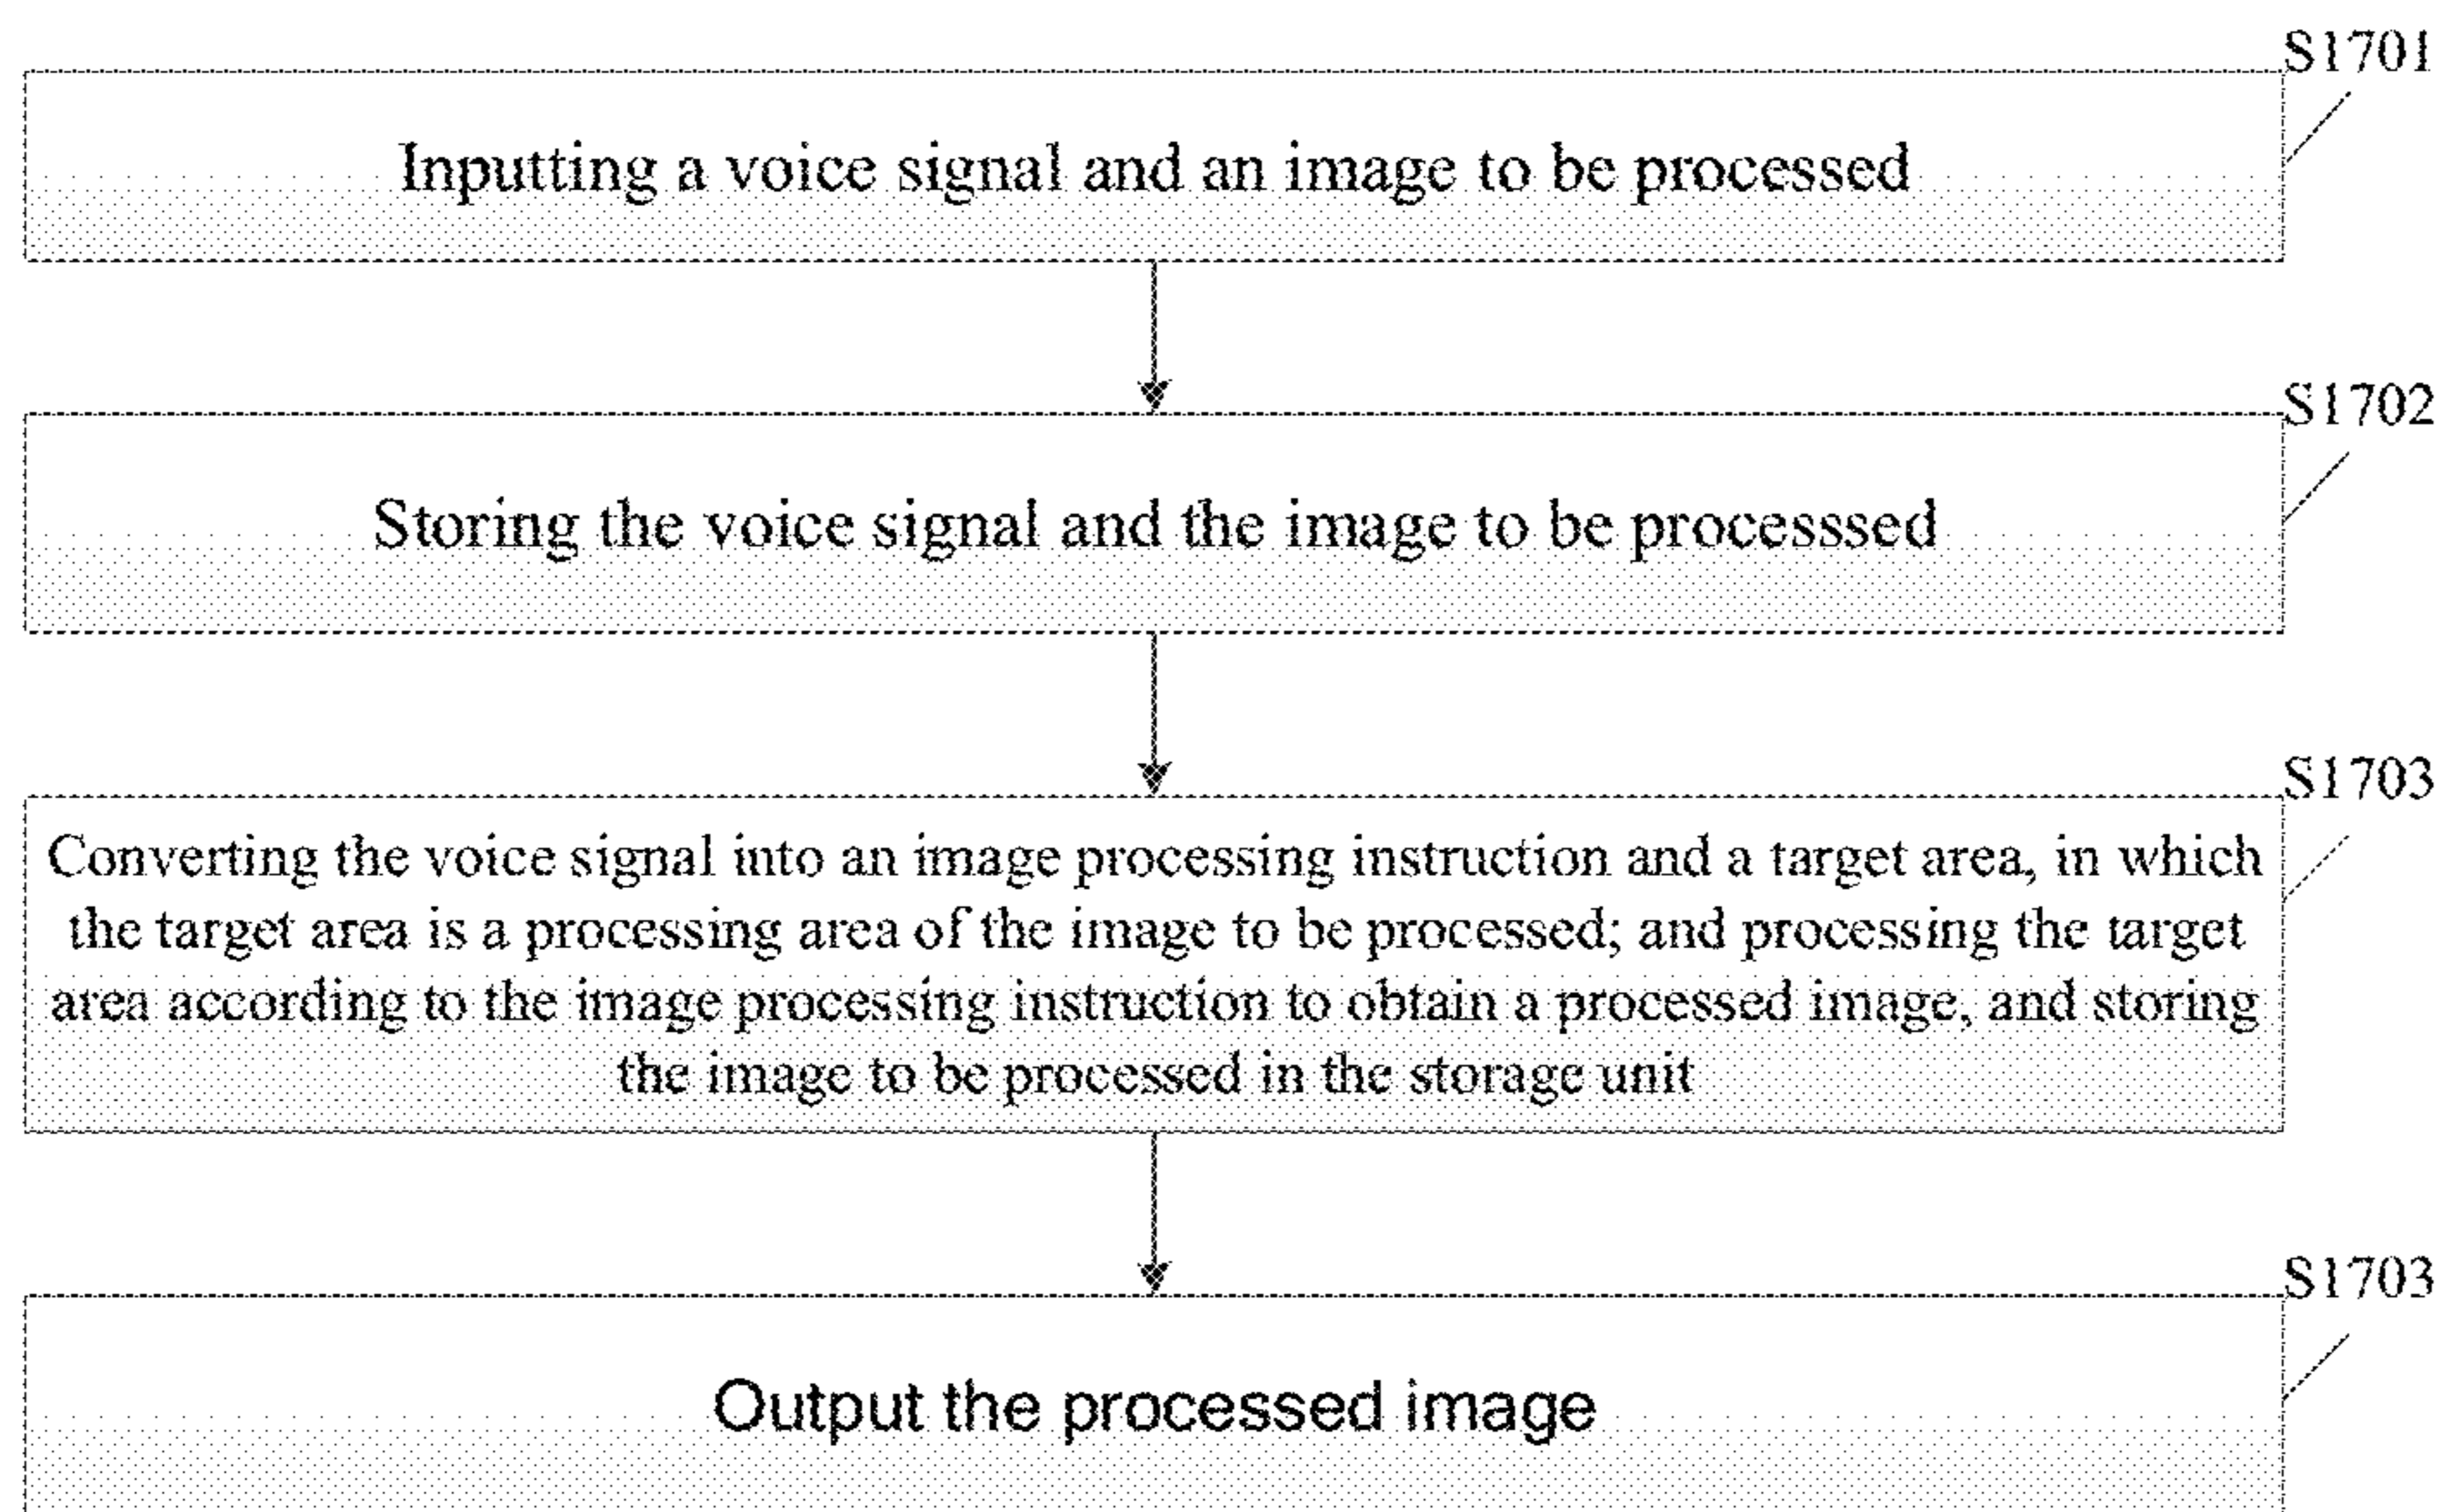 S1701
Inputting a voice signal and an image to be processed
S1702
Storing the voice signal and the image to be processsed
S1703
Converting the voice signal into an image processing instruction and a target area, in which
the target area is a processing area of the image to be processed; and processing the target
area according to the image processing instruction to obtain a processed image, and storing
the image to be processed in the storage unit
S1703
Output the processed image